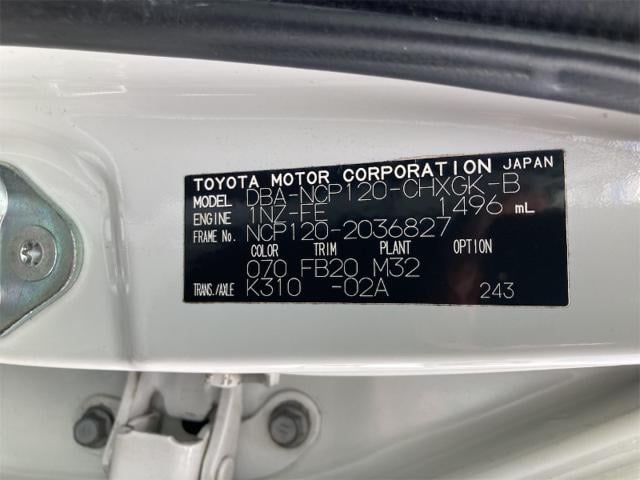 TOYOTA MOTOR CORPORATION JAPAN
MODEL DBA-NCP120-CHXGK-B
ENGINE 1NZ-FE 1496 mL
FRAME No. NCP120-2036827
COLOR TRIM PLANT OPTION
070 FB20 M32
TRANS./AXLE K310 -02A 243